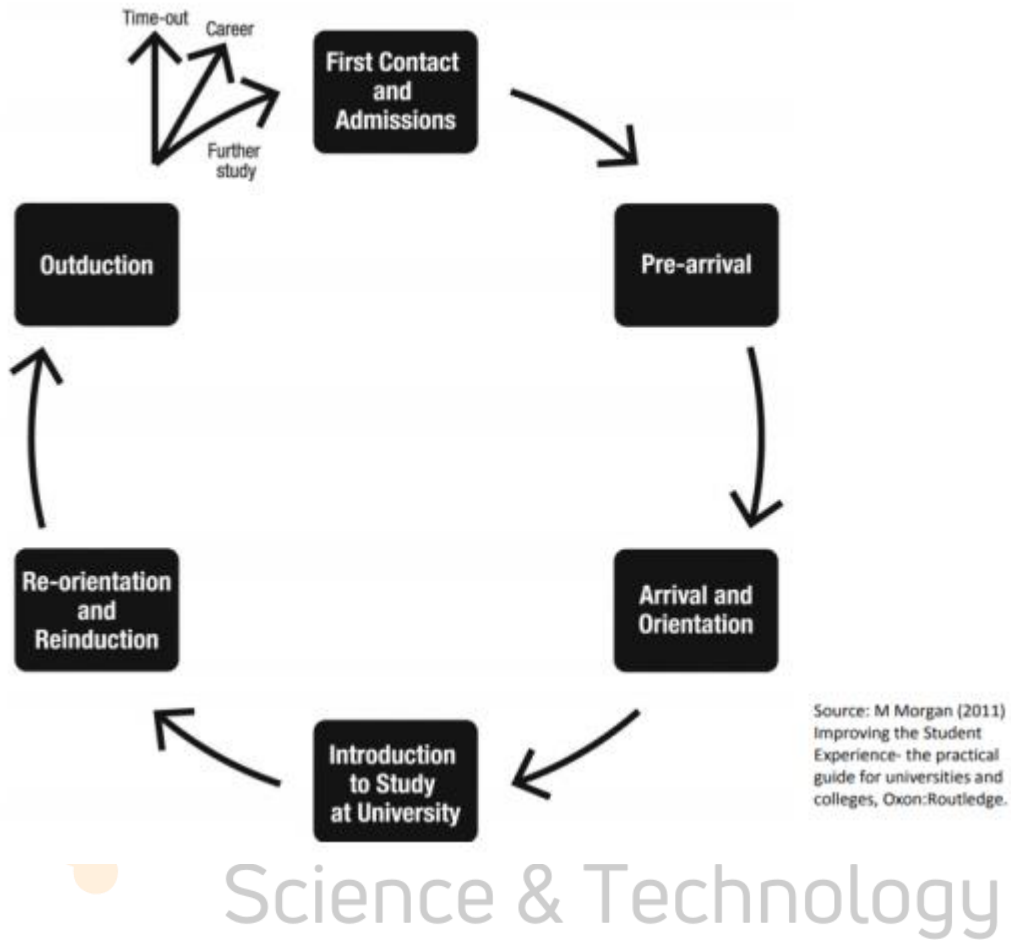 Time-out
Career
Further
study
First Contact
and
Admissions
Pre-arrival
Arrival and
Orientation
Introduction
to Study
at University
Re-orientation
and
Reinduction
Outduction
Source: M Morgan (2011)
Improving the Student
Experience- the practical
guide for universities and
colleges, Oxon:Routledge.
Science & Technology